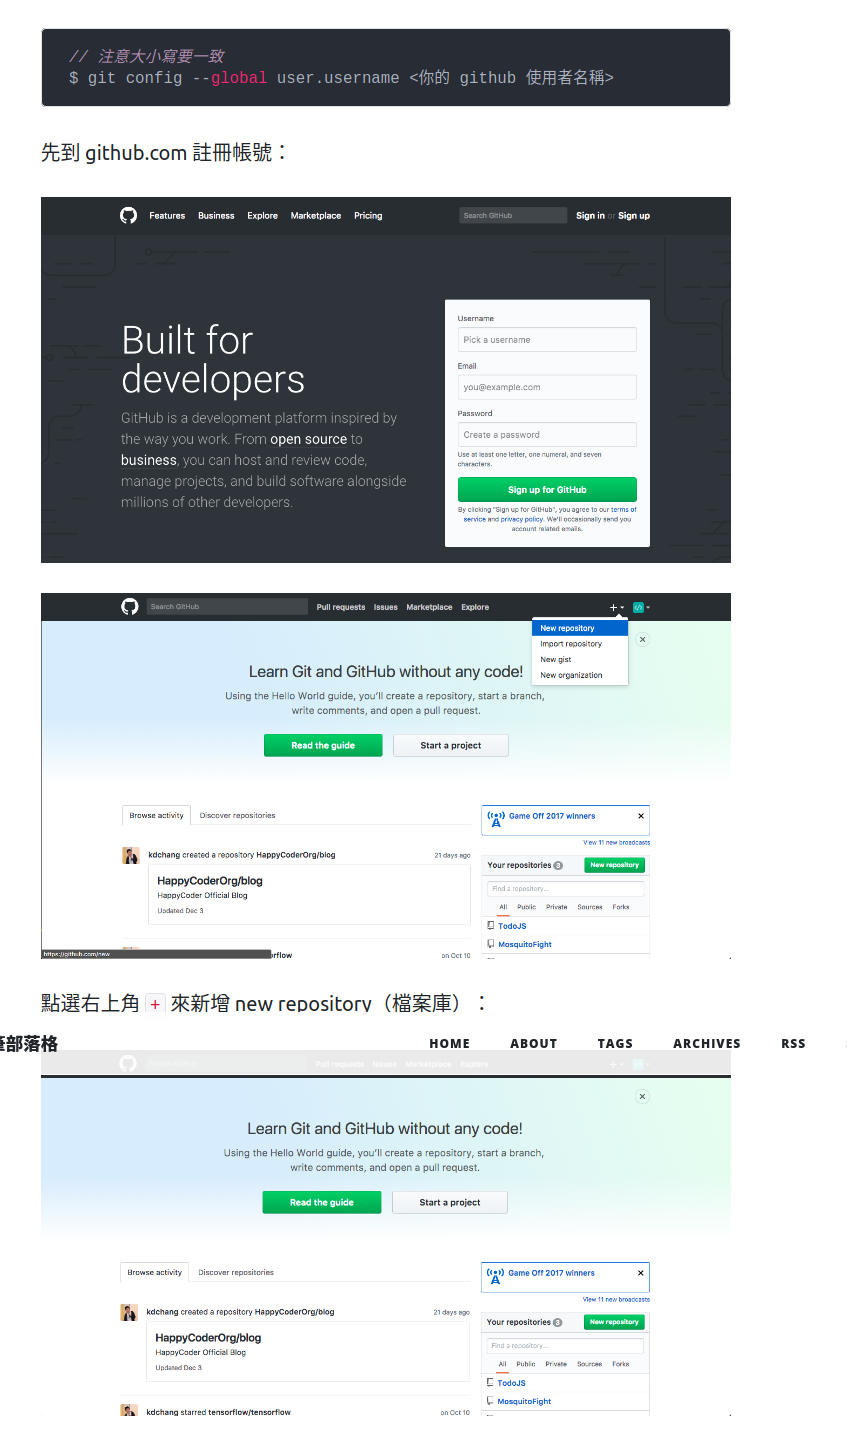 // 注意大小寫要一致
$ git config --global user.username <你的 github 使用者名稱>
先到 github.com 註冊帳號：
Features Business Explore Marketplace Pricing Search GitHub Sign in or Sign up
Built for
developers
GitHub is a development platform inspired by
the way you work. From open source to
business, you can host and review code,
manage projects, and build software alongside
millions of other developers.
Username
Pick a username
Email
you@example.com
Password
Create a password
Use at least one letter, one numeral, and seven
characters.
Sign up for GitHub
By clicking "Sign up for GitHub", you agree to our terms of
service and privacy policy. We'll occasionally send you
account related emails.
Search GitHub Pull requests Issues Marketplace Explore
New repository
Import repository
New gist
New organization
Learn Git and GitHub without any code!
Using the Hello World guide, you'll create a repository, start a branch,
write comments, and open a pull request.
Read the guide Start a project
Browse activity Discover repositories
Game Off 2017 winners
View 11 new broadcasts
kdchang created a repository HappyCoderOrg/blog 21 days ago
HappyCoderOrg/blog
HappyCoder Official Blog
Updated Dec 3
Your repositories 3 New repository
Find a repository...
All Public Private Sources Forks
TodoJS
MosquitoFight
https://github.com/new
on Oct 10
點選右上角 + 來新增 new repository（檔案庫）：
部落格 HOME ABOUT TAGS ARCHIVES RSS
Pull requests Issues Marketplace Explore
Learn Git and GitHub without any code!
Using the Hello World guide, you'll create a repository, start a branch,
write comments, and open a pull request.
Read the guide Start a project
Browse activity Discover repositories
Game Off 2017 winners
View 11 new broadcasts
kdchang created a repository HappyCoderOrg/blog 21 days ago
HappyCoderOrg/blog
HappyCoder Official Blog
Updated Dec 3
Your repositories 3 New repository
Find a repository...
All Public Private Sources Forks
TodoJS
MosquitoFight
kdchang starred tensorflow/tensorflow on Oct 10